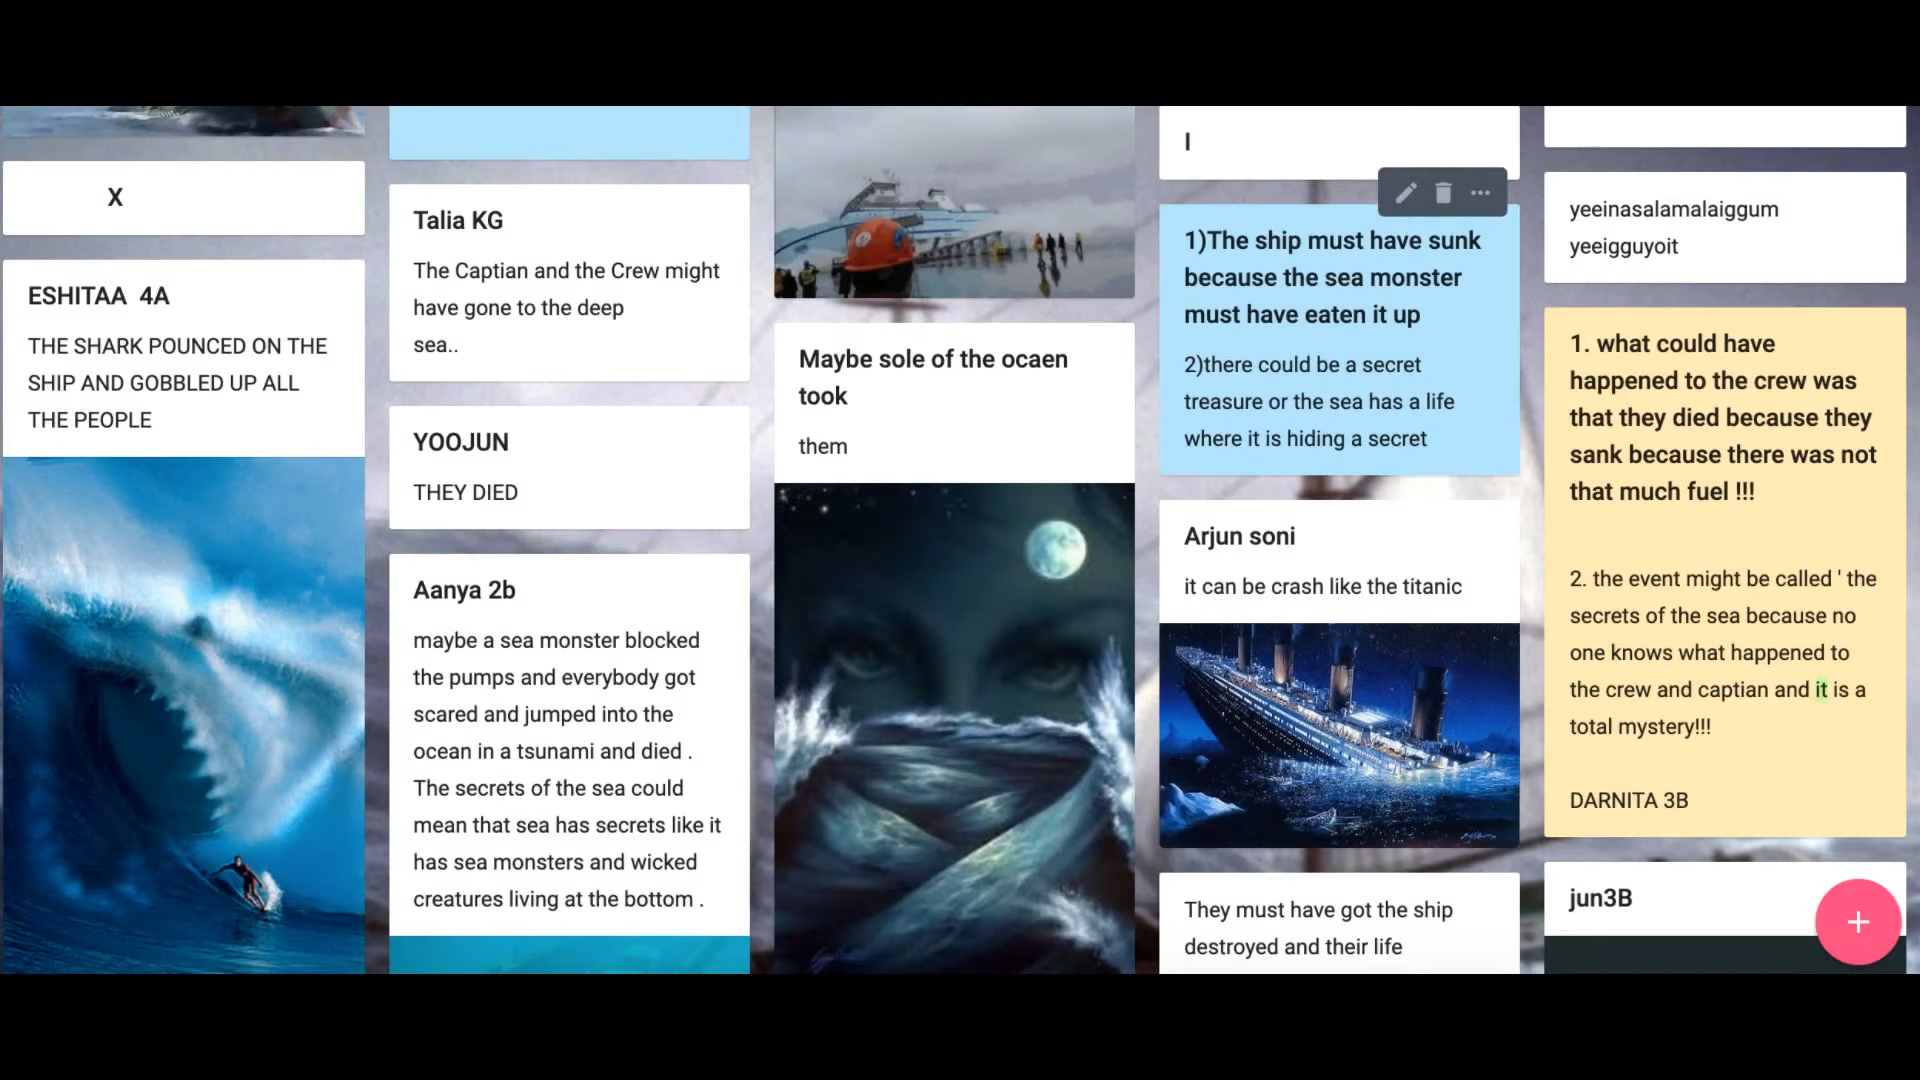 X
ESHITAA 4A
THE SHARK POUNCED ON THE
SHIP AND GOBBLED UP ALL
THE PEOPLE
Talia KG
The Captian and the Crew might
have gone to the deep
sea..
YOOJUN
THEY DIED
Aanya 2b
maybe a sea monster blocked
the pumps and everybody got
scared and jumped into the
ocean in a tsunami and died .
The secrets of the sea could
mean that sea has secrets like it
has sea monsters and wicked
creatures living at the bottom .
Maybe sole of the ocaen
took
them
I
1)The ship must have sunk
because the sea monster
must have eaten it up
2)there could be a secret
treasure or the sea has a life
where it is hiding a secret
Arjun soni
it can be crash like the titanic
They must have got the ship
destroyed and their life
yeeinasalamalaiggum
yeeigguyoit
1. what could have
happened to the crew was
that they died because they
sank because there was not
that much fuel !!!
2. the event might be called ' the
secrets of the sea because no
one knows what happened to
the crew and captian and it is a
total mystery!!!
DARNITA 3B
jun3B